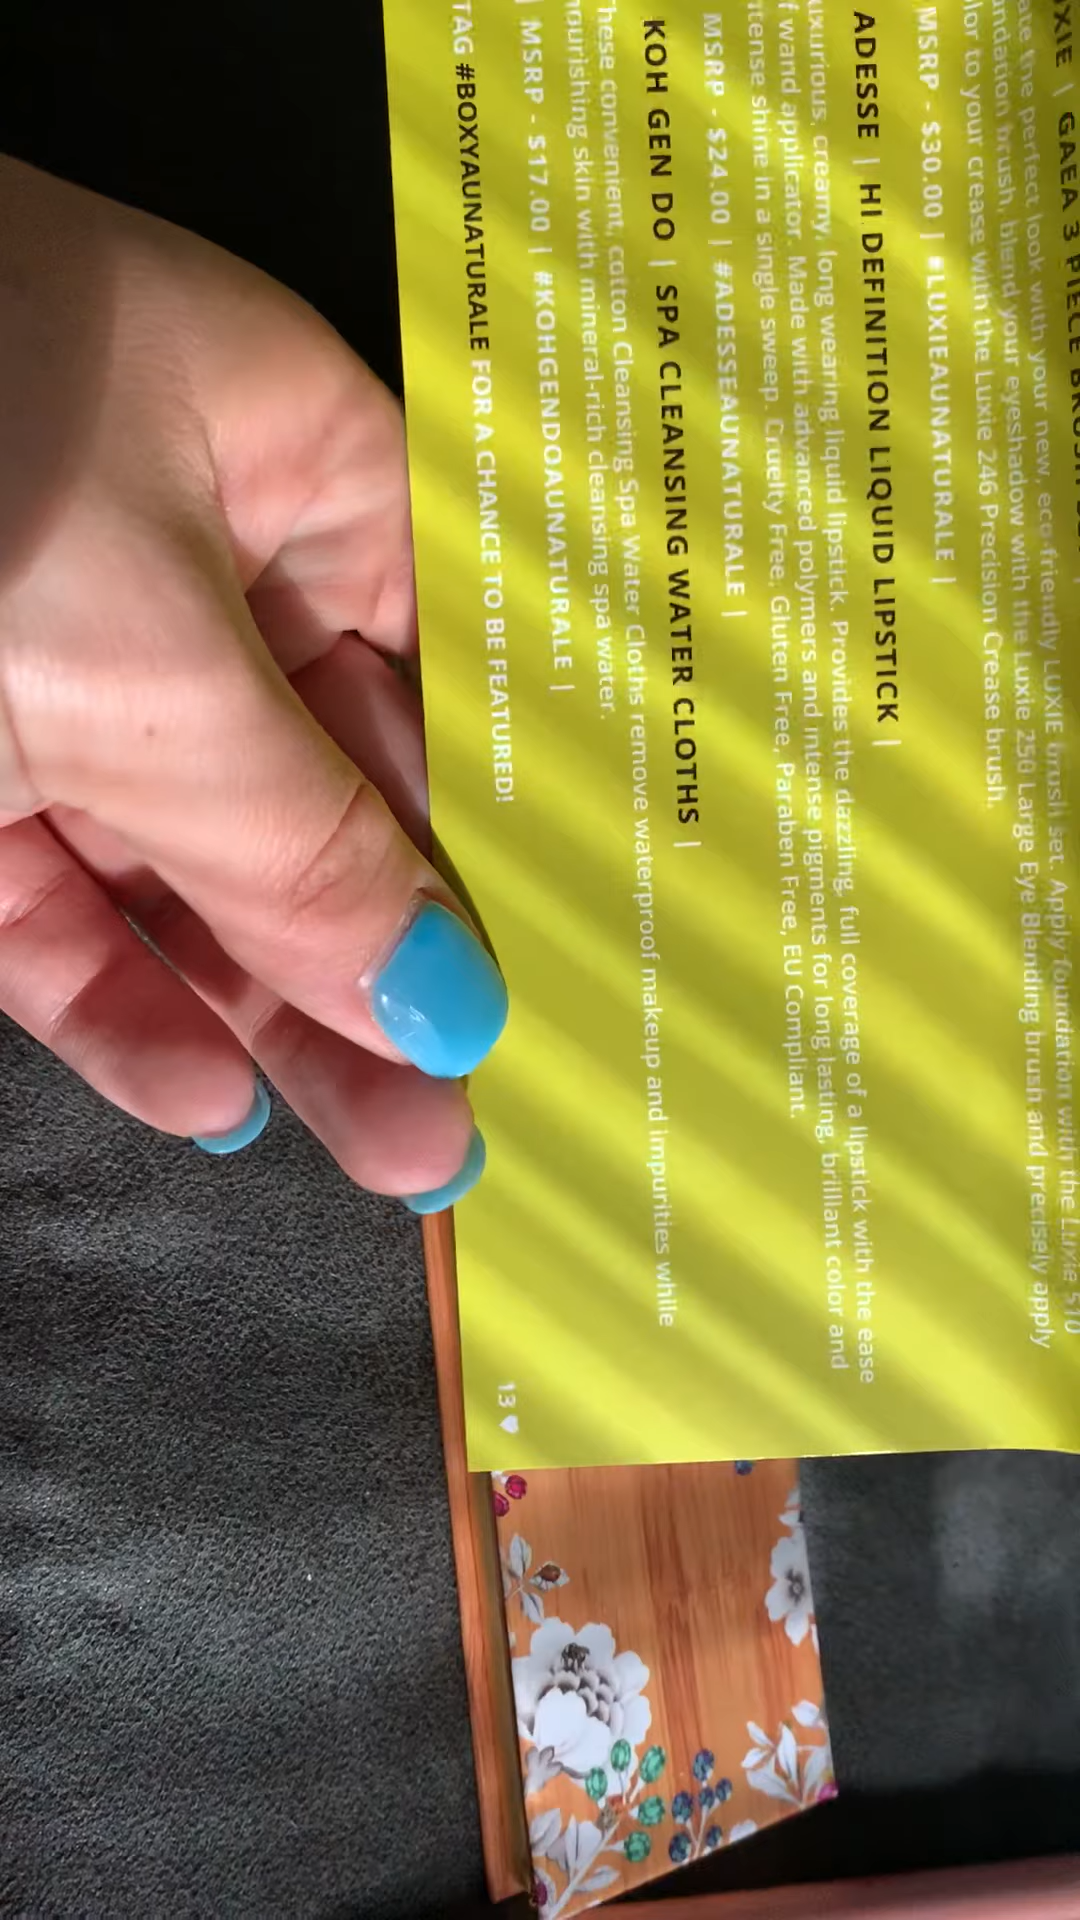 XIE | GAEA 3 PIECE
ate the perfect look with your new, eco-friendly LUXIE brush set. Apply foundation with the Luxie 510
undation brush, blend your eyeshadow with the Luxie 250 Large Eye Blending brush and precisely apply
lor to your crease with the Luxie 246 Precision Crease brush.
MSRP - $30.00 | #LUXIEAUNATURALE |
ADESSE | HI DEFINITION LIQUID LIPSTICK |
uxurious, creamy, long wearing liquid lipstick. Provides the dazzling, full coverage of a lipstick with the ease
f wand applicator. Made with advanced polymers and intense pigments for long lasting, brilliant color and
tense shine in a single sweep. Cruelty Free, Gluten Free, Paraben Free, EU Compliant.
MSRP - $24.00 | #ADESSEAUNATURALE |
KOH GEN DO | SPA CLEANSING WATER CLOTHS |
hese convenient, cotton Cleansing Spa Water Cloths remove waterproof makeup and impurities while
nourishing skin with mineral-rich cleansing spa water.
| MSRP - $17.00 | #KOHGENDOAUNATURALE |
TAG #BOXYAUNATURALE FOR A CHANCE TO BE FEATURED!
13 ♥